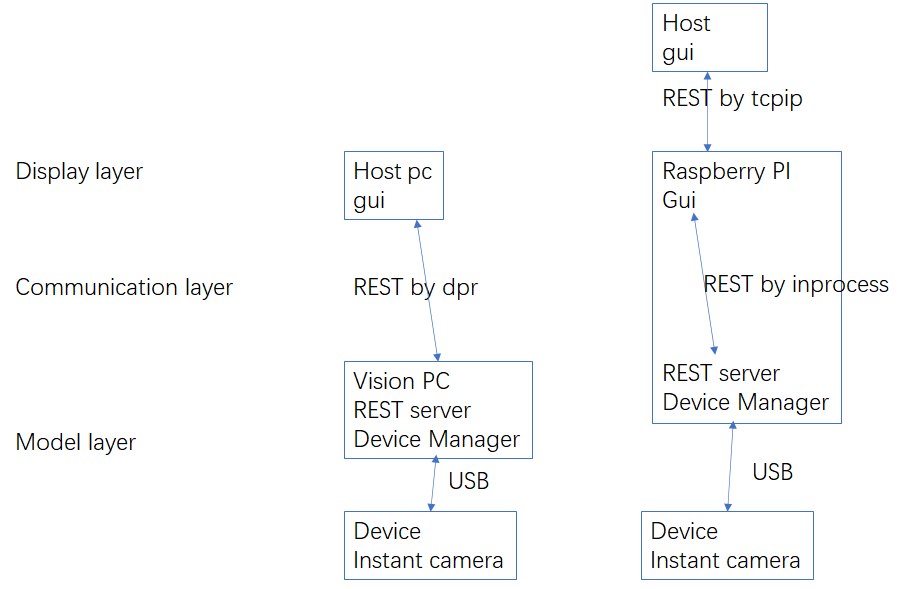 Host
gui
REST by tcpip
Display layer
Host pc
gui
Raspberry PI
Gui
Communication layer
REST by dpr
REST by inprocess
Vision PC
REST server
Device Manager
REST server
Device Manager
Model layer
USB
USB
Device
Instant camera
Device
Instant camera